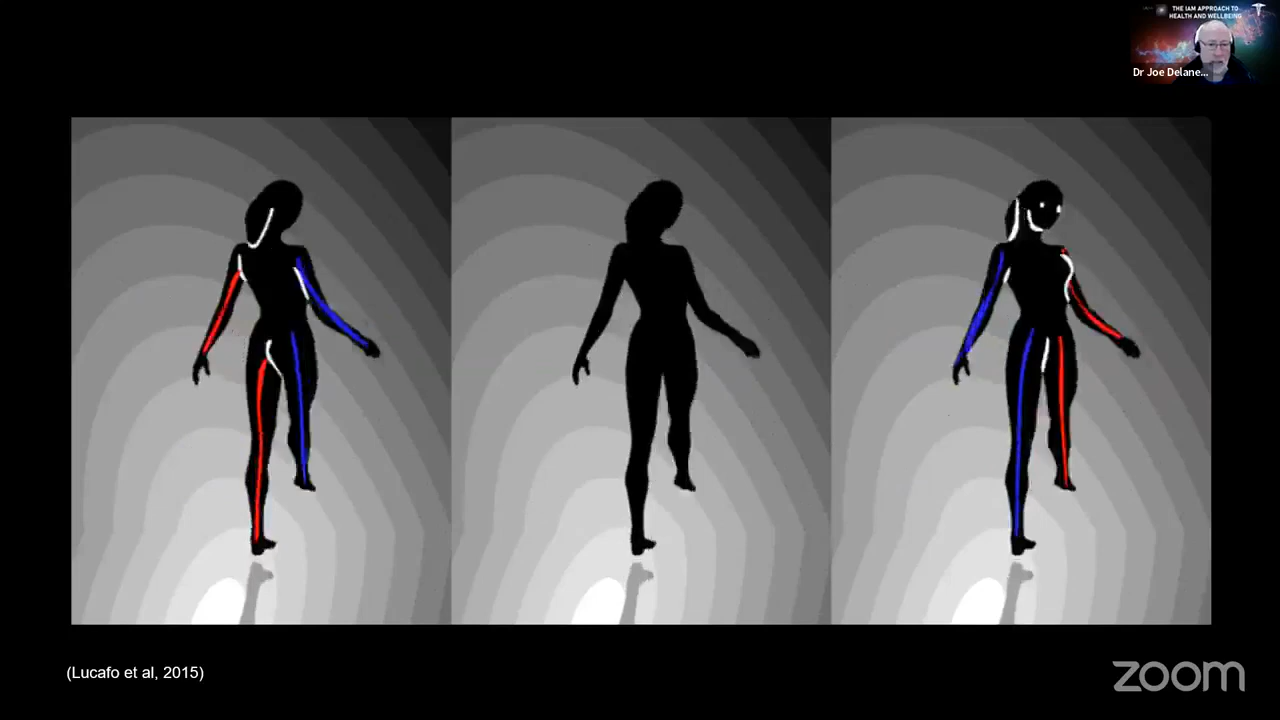 THE IAM APPROACH TO
HEALTH AND WELLBEING
Dr Joe Delane...
(Lucafo et al, 2015)
zoom